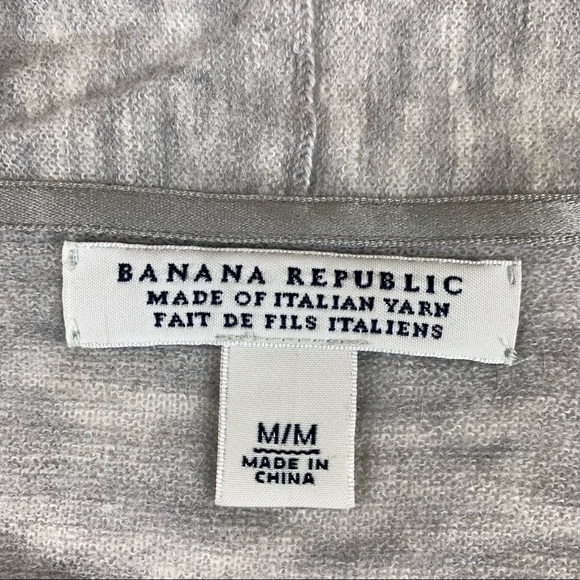 BANANA REPUBLIC
MADE OF ITALIAN YARN
FAIT DE FILS ITALIENS
M/M
MADE IN
CHINA